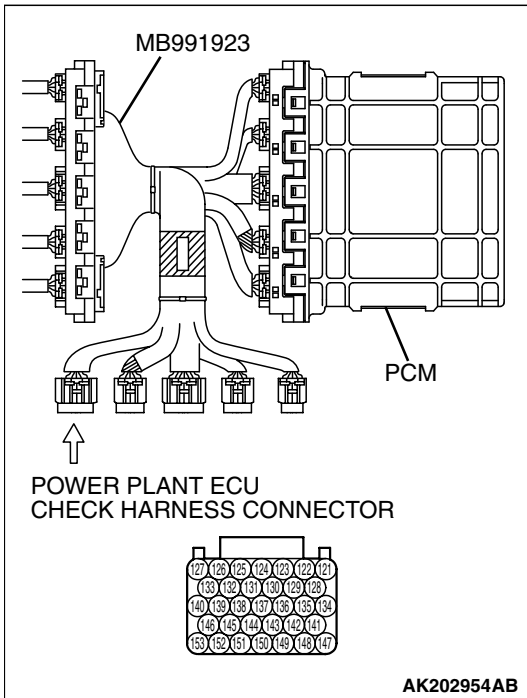 MB991923
PCM
POWER PLANT ECU
CHECK HARNESS CONNECTOR
127 126 125 124 123 122 121
133 132 131 130 129 128
140 139 138 137 136 135 134
146 145 144 143 142 141
153 152 151 150 149 148 147
AK202954AB